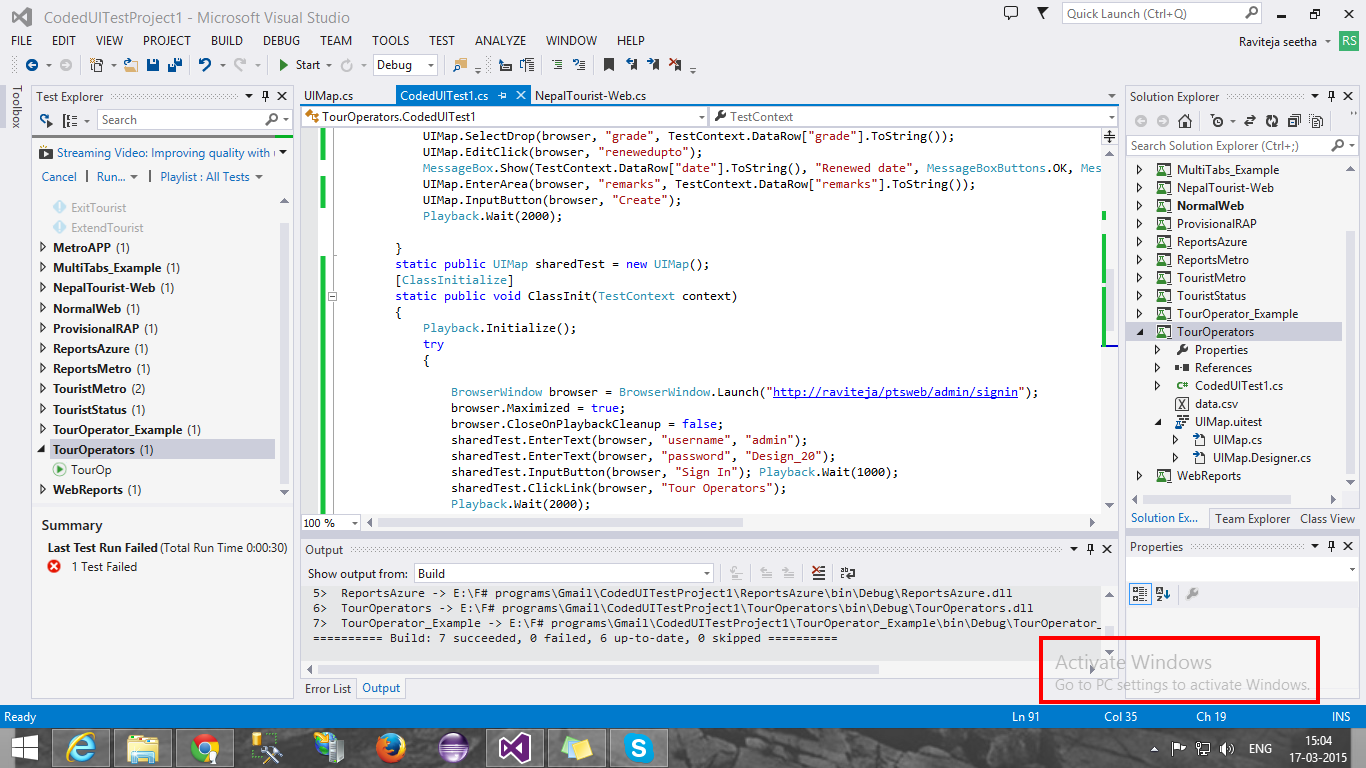 CodedUITestProject1 - Microsoft Visual Studio
Quick Launch (Ctrl+Q)
FILE EDIT VIEW PROJECT BUILD DEBUG TEAM TOOLS TEST ANALYZE WINDOW HELP
Raviteja seetha RS
Start Debug
Toolbox
Test Explorer
Search
Streaming Video: Improving quality with
Cancel Run... Playlist : All Tests
ExitTourist
ExtendTourist
MetroAPP (1)
MultiTabs_Example (1)
NepalTourist-Web (1)
NormalWeb (1)
ProvisionalRAP (1)
ReportsAzure (1)
ReportsMetro (1)
TouristMetro (2)
TouristStatus (1)
TourOperator_Example (1)
TourOperators (1)
TourOp
WebReports (1)
Summary
Last Test Run Failed (Total Run Time 0:00:30)
1 Test Failed
UIMap.cs CodedUITest1.cs NepalTourist-Web.cs
TourOperators.CodedUITest1 TestContext
UIMap.SelectDrop(browser, "grade", TestContext.DataRow["grade"].ToString());
UIMap.EditClick(browser, "renewedupto");
MessageBox.Show(TestContext.DataRow["date"].ToString(), "Renewed date", MessageBoxButtons.OK, Mes
UIMap.EnterArea(browser, "remarks", TestContext.DataRow["remarks"].ToString());
UIMap.InputButton(browser, "Create");
Playback.Wait(2000);
}
static public UIMap sharedTest = new UIMap();
[ClassInitialize]
static public void ClassInit(TestContext context)
{
Playback.Initialize();
try
{
BrowserWindow browser = BrowserWindow.Launch("http://raviteja/ptsweb/admin/signin");
browser.Maximized = true;
browser.CloseOnPlaybackCleanup = false;
sharedTest.EnterText(browser, "username", "admin");
sharedTest.EnterText(browser, "password", "Design_20");
sharedTest.InputButton(browser, "Sign In"); Playback.Wait(1000);
sharedTest.ClickLink(browser, "Tour Operators");
Playback.Wait(2000);
100 %
Output
Show output from: Build
5> ReportsAzure -> E:\F# programs\Gmail\CodedUITestProject1\ReportsAzure\bin\Debug\ReportsAzure.dll
6> TourOperators -> E:\F# programs\Gmail\CodedUITestProject1\TourOperators\bin\Debug\TourOperators.dll
7> TourOperator_Example -> E:\F# programs\Gmail\CodedUITestProject1\TourOperator_Example\bin\Debug\TourOperator_
========== Build: 7 succeeded, 0 failed, 6 up-to-date, 0 skipped ==========
Error List Output
Solution Explorer
Search Solution Explorer (Ctrl+;)
MultiTabs_Example
NepalTourist-Web
NormalWeb
ProvisionalRAP
ReportsAzure
ReportsMetro
TouristMetro
TouristStatus
TourOperator_Example
TourOperators
Properties
References
CodedUITest1.cs
data.csv
UIMap.uitest
UIMap.cs
UIMap.Designer.cs
WebReports
Solution Ex... Team Explorer Class View
Properties
Activate Windows
Go to PC settings to activate Windows.
Ready Ln 91 Col 35 Ch 19 INS
ENG
15:04
17-03-2015